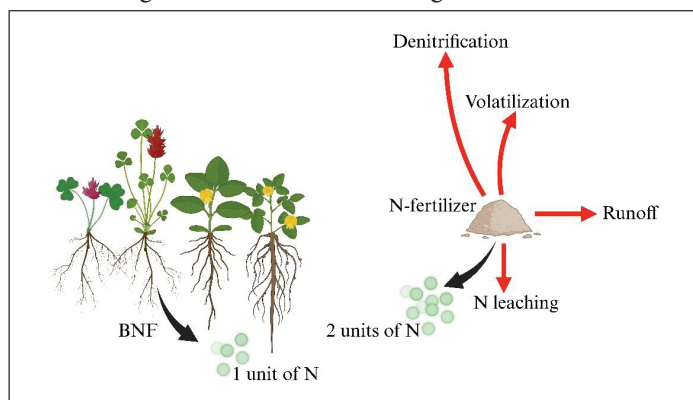 Denitrification
Volatilization
N-fertilizer
Runoff
N leaching
BNF
2 units of N
1 unit of N